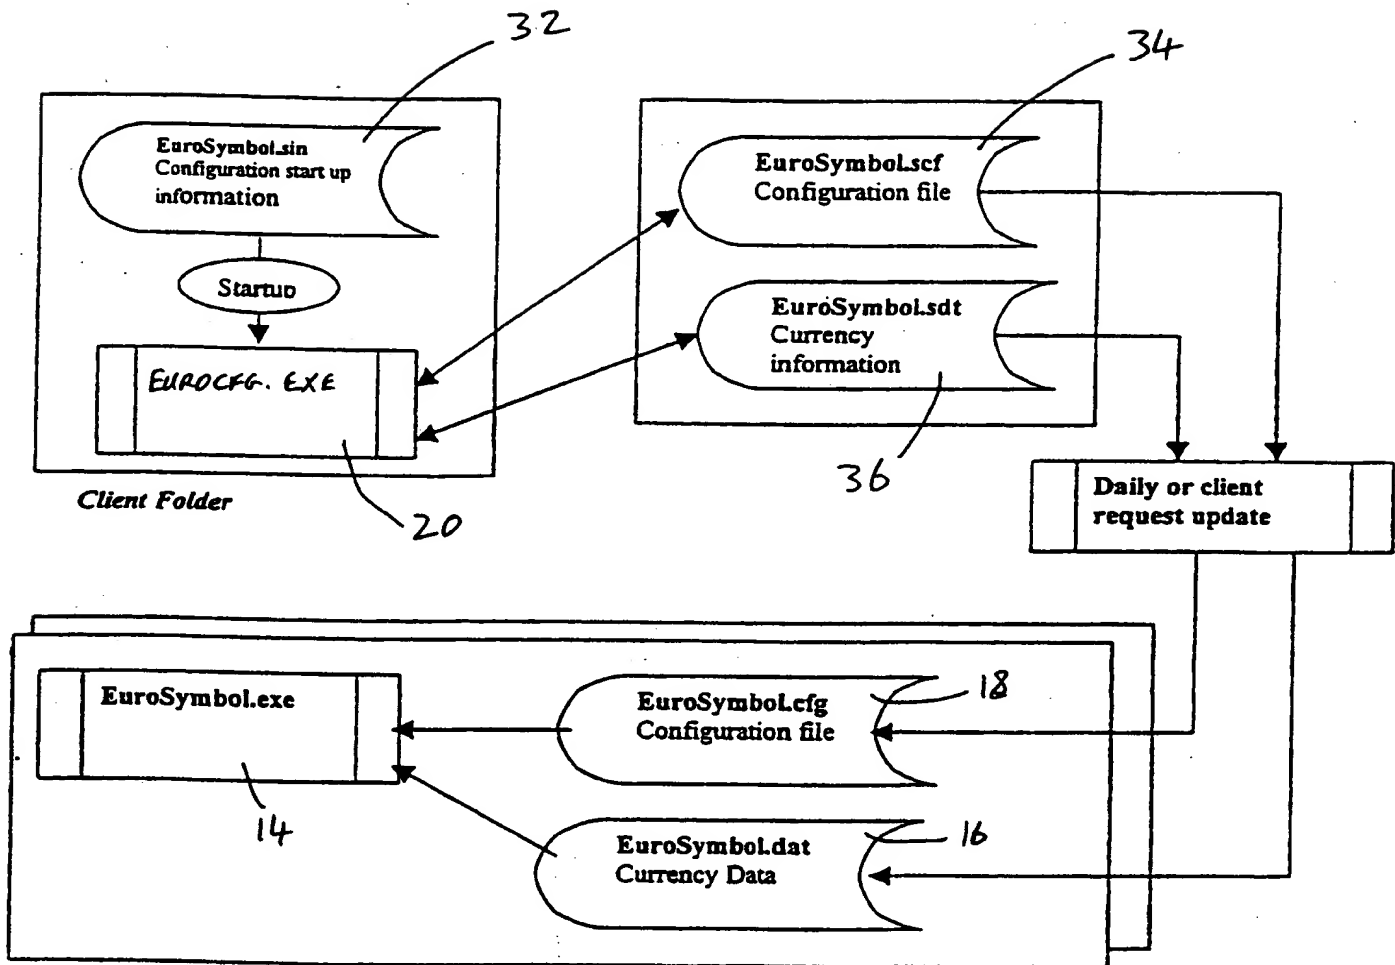 32
34
EuroSymbol.sin
Configuration start up
information
Startup
EUROCFG. EXE
20
Client Folder
EuroSymbol.scf
Configuration file
EuroSymbol.sdt
Currency
information
36
Daily or client
request update
EuroSymbol.exe
14
EuroSymbol.cfg
Configuration file
18
EuroSymbol.dat
Currency Data
16